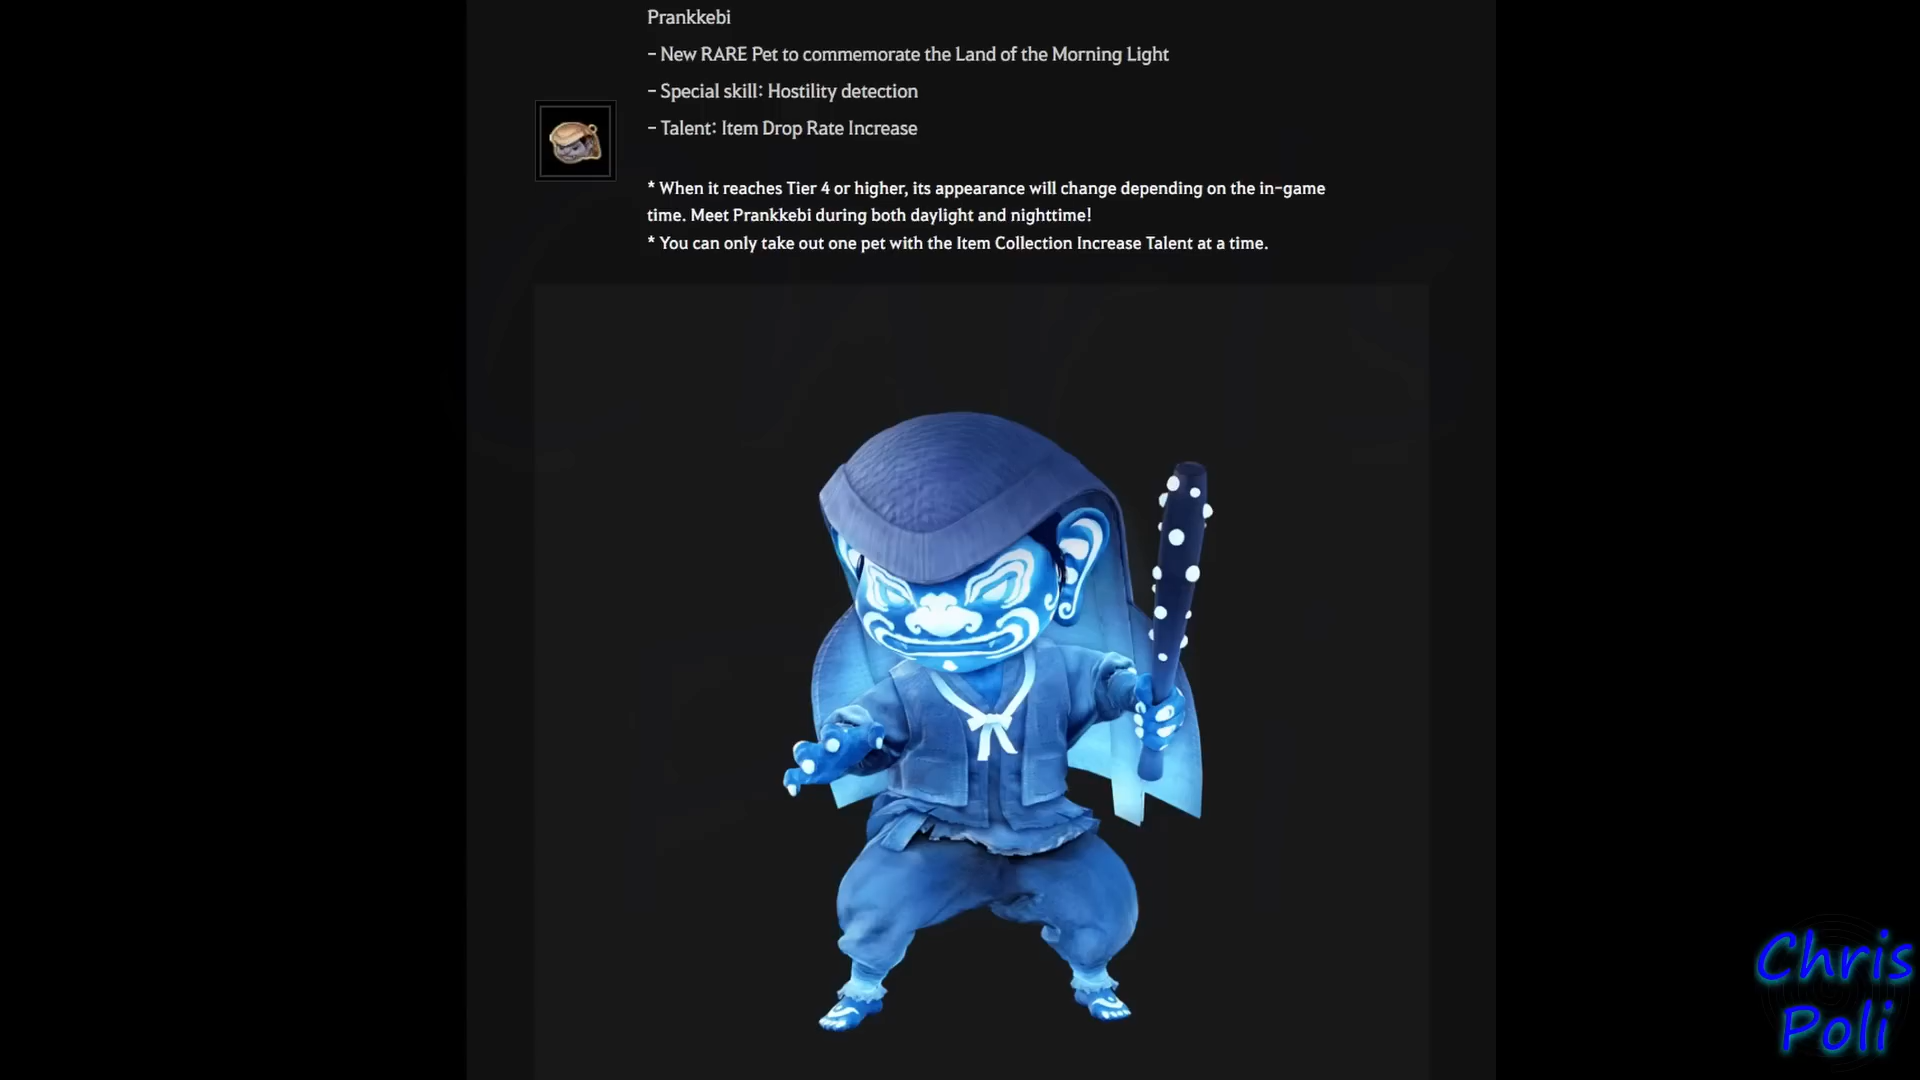 Prankkebi
- New RARE Pet to commemorate the Land of the Morning Light
- Special skill: Hostility detection
- Talent: Item Drop Rate Increase
* When it reaches Tier 4 or higher, its appearance will change depending on the in-game
time. Meet Prankkebi during both daylight and nighttime!
* You can only take out one pet with the Item Collection Increase Talent at a time.
Chris
Poli